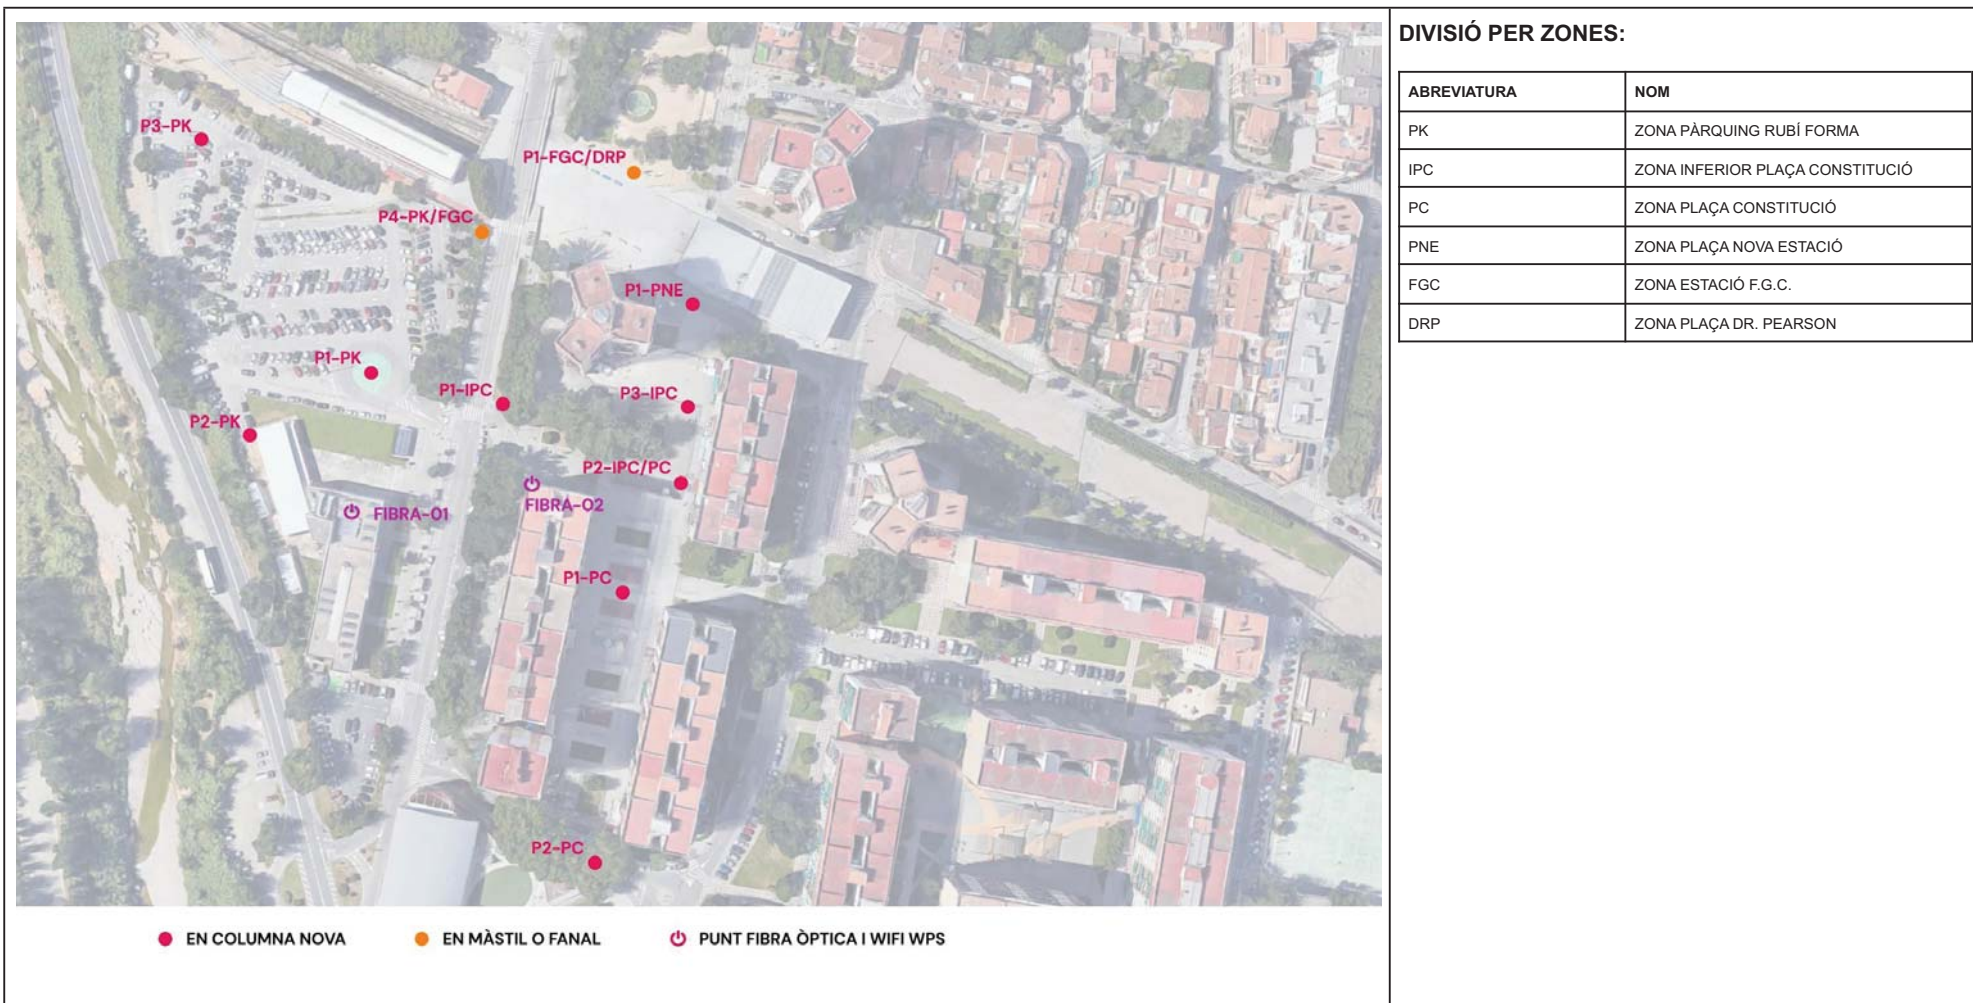 P3-PK
P1-FGC/DRP
P4-PK/FGC
P1-PNE
P1-PK
P1-IPC
P3-IPC
P2-PK
P2-IPC/PC
FIBRA-01
FIBRA-02
P1-PC
P2-PC
EN COLUMNA NOVA
EN MÀSTIL O FANAL
PUNT FIBRA ÒPTICA I WIFI WPS
DIVISIÓ PER ZONES:
ABREVIATURA NOM
PK ZONA PÀRQUING RUBÍ FORMA
IPC ZONA INFERIOR PLAÇA CONSTITUCIÓ
PC ZONA PLAÇA CONSTITUCIÓ
PNE ZONA PLAÇA NOVA ESTACIÓ
FGC ZONA ESTACIÓ F.G.C.
DRP ZONA PLAÇA DR. PEARSON